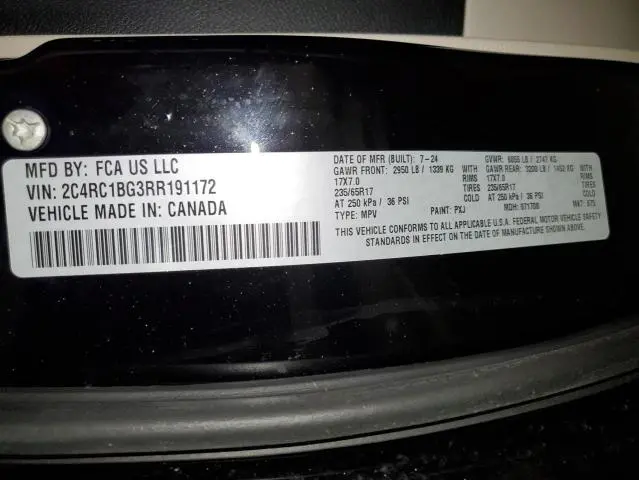 MFD BY: FCA US LLC
VIN: 2C4RC1BG3RR191172
VEHICLE MADE IN: CANADA
DATE OF MFR (BUILT): 7-24 GVWR: 6055 LB / 2747 KG
GAWR FRONT: 2950 LB / 1339 KG WITH GAWR REAR: 3200 LB / 1452 KG WITH
17X7.0 RIMS 17X7.0 RIMS
235/65R17 TIRES 235/65R17 TIRES
AT 250 kPa / 36 PSI COLD AT 250 kPa / 36 PSI COLD
TYPE: MPV PAINT: PXJ MDH: 071708 MAT: 675
THIS VEHICLE CONFORMS TO ALL APPLICABLE U.S.A. FEDERAL MOTOR VEHICLE SAFETY
STANDARDS IN EFFECT ON THE DATE OF MANUFACTURE SHOWN ABOVE.